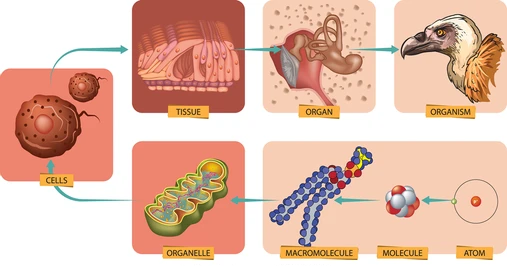 TISSUE
ORGAN
ORGANISM
CELLS
ORGANELLE
MACROMOLECULE
MOLECULE
ATOM